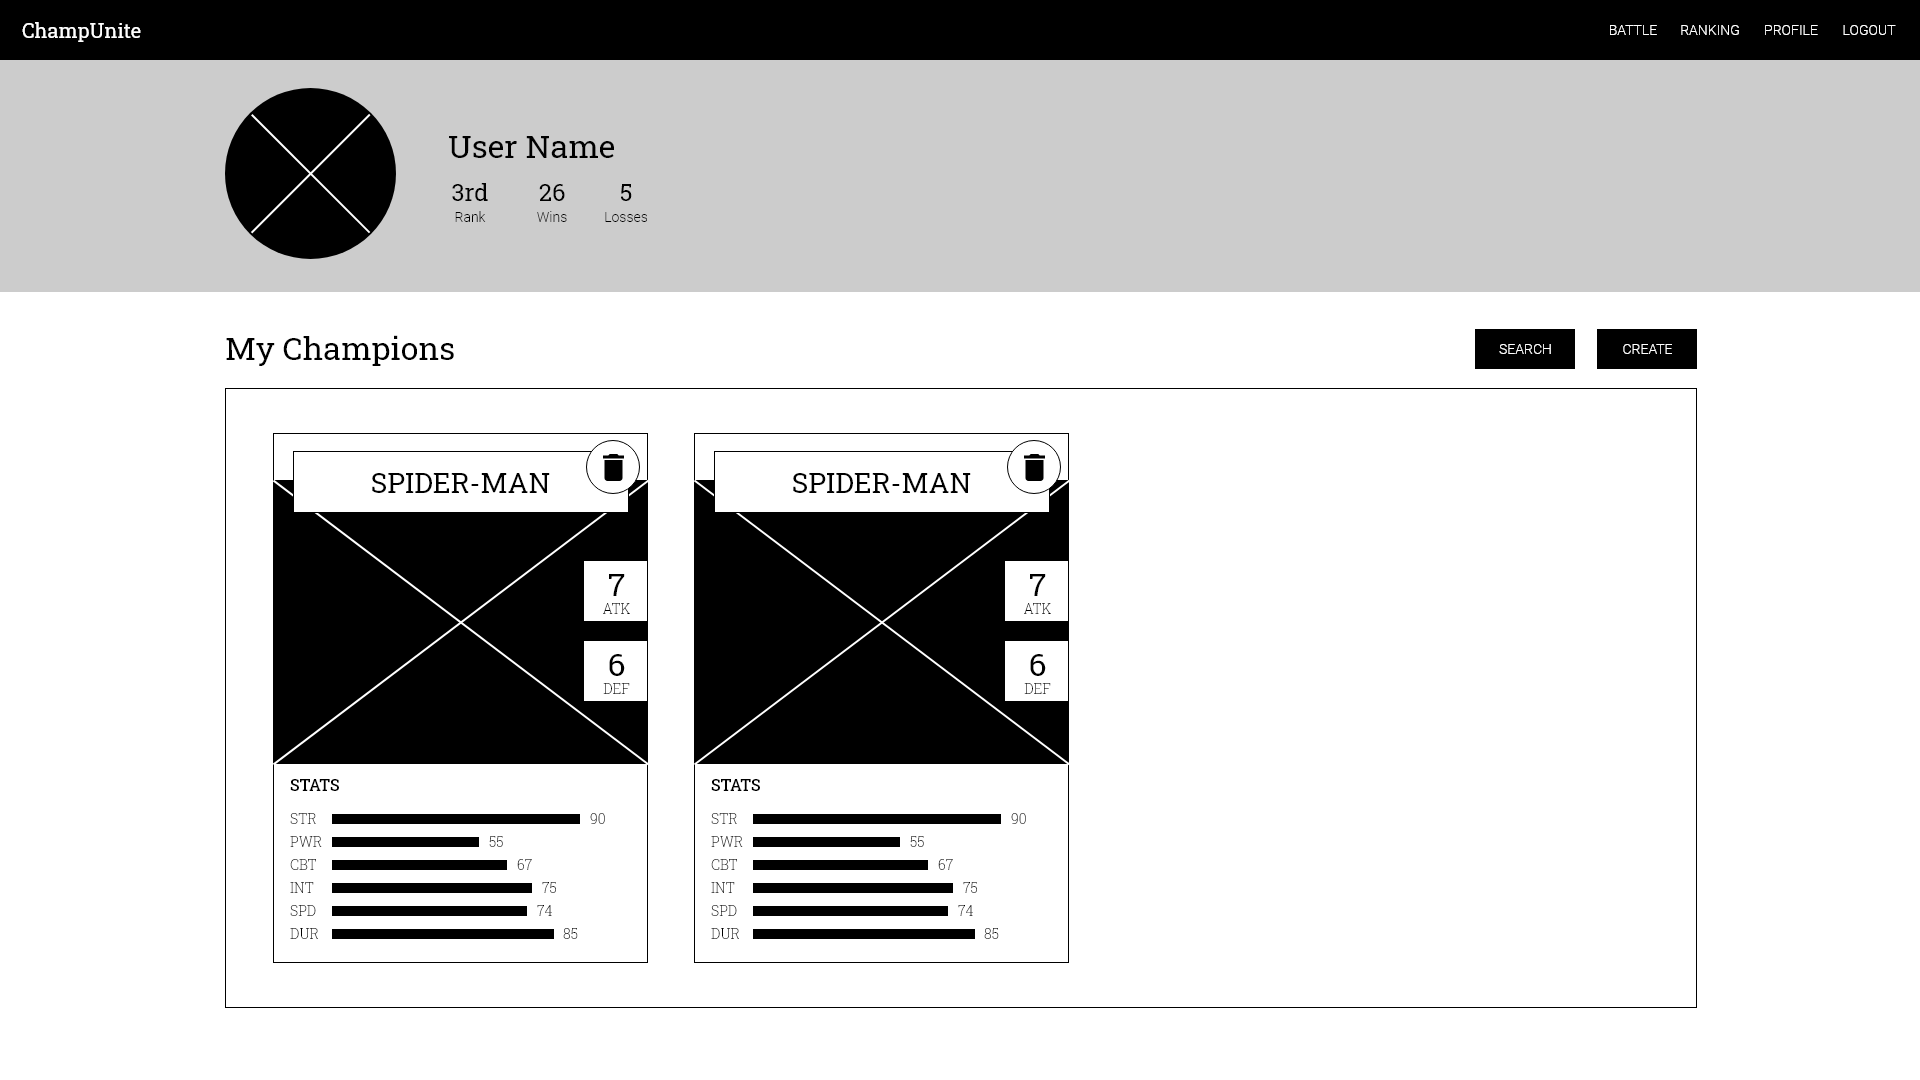 ChampUnite
BATTLE RANKING PROFILE LOGOUT
User Name
3rd 26 5
Rank Wins Losses
My Champions
SEARCH CREATE
SPIDER-MAN
7
ATK
6
DEF
STATS
STR 90
PWR 55
CBT 67
INT 75
SPD 74
DUR 85
SPIDER-MAN
7
ATK
6
DEF
STATS
STR 90
PWR 55
CBT 67
INT 75
SPD 74
DUR 85